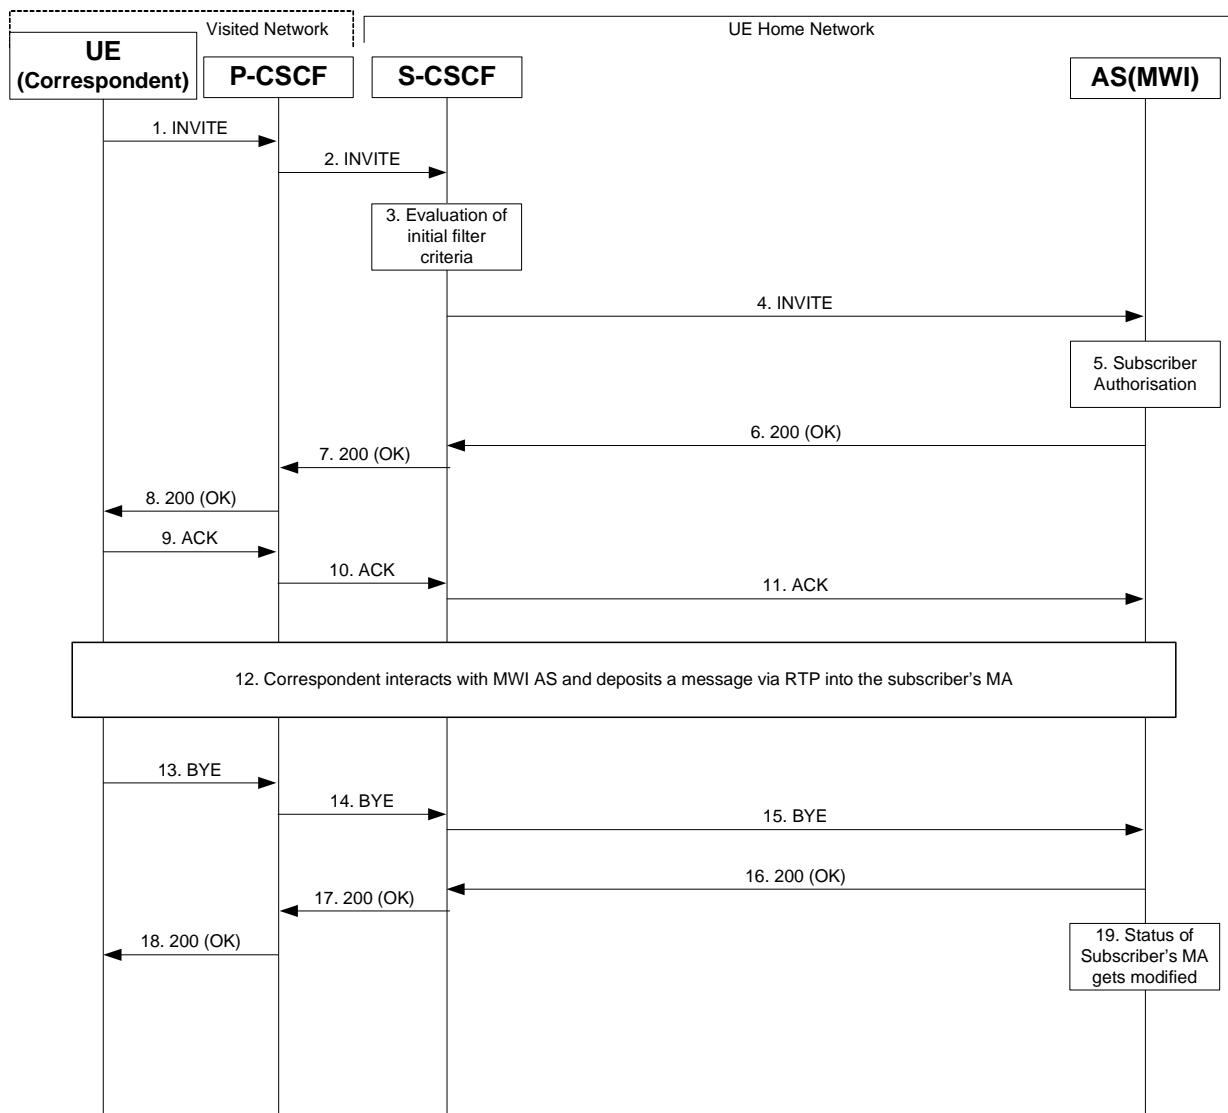 Visited Network
UE Home Network
UE
(Correspondent)
P-CSCF
S-CSCF
AS(MWI)
1. INVITE
2. INVITE
3. Evaluation of
initial filter
criteria
4. INVITE
5. Subscriber
Authorisation
6. 200 (OK)
7. 200 (OK)
8. 200 (OK)
9. ACK
10. ACK
11. ACK
12. Correspondent interacts with MWI AS and deposits a message via RTP into the subscriber’s MA
13. BYE
14. BYE
15. BYE
16. 200 (OK)
17. 200 (OK)
18. 200 (OK)
19. Status of
Subscriber’s MA
gets modified